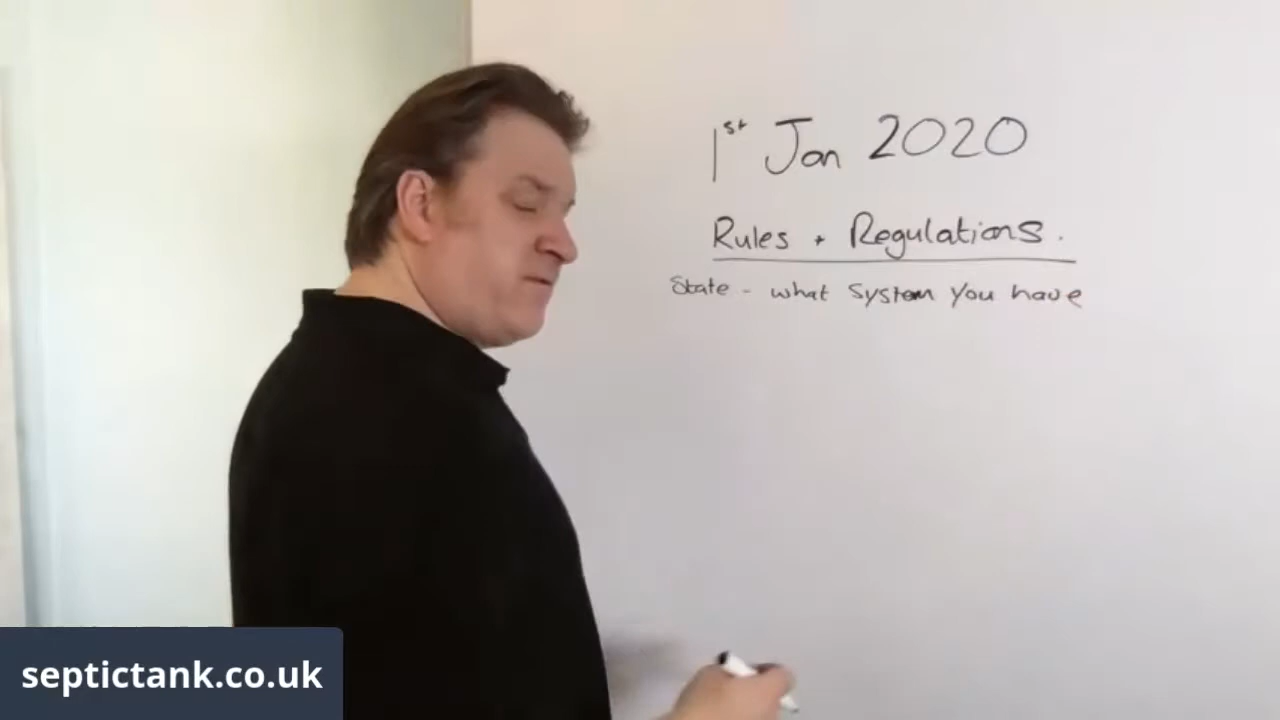 1st Jan 2020
Rules + Regulations.
State - what system you have
septictank.co.uk